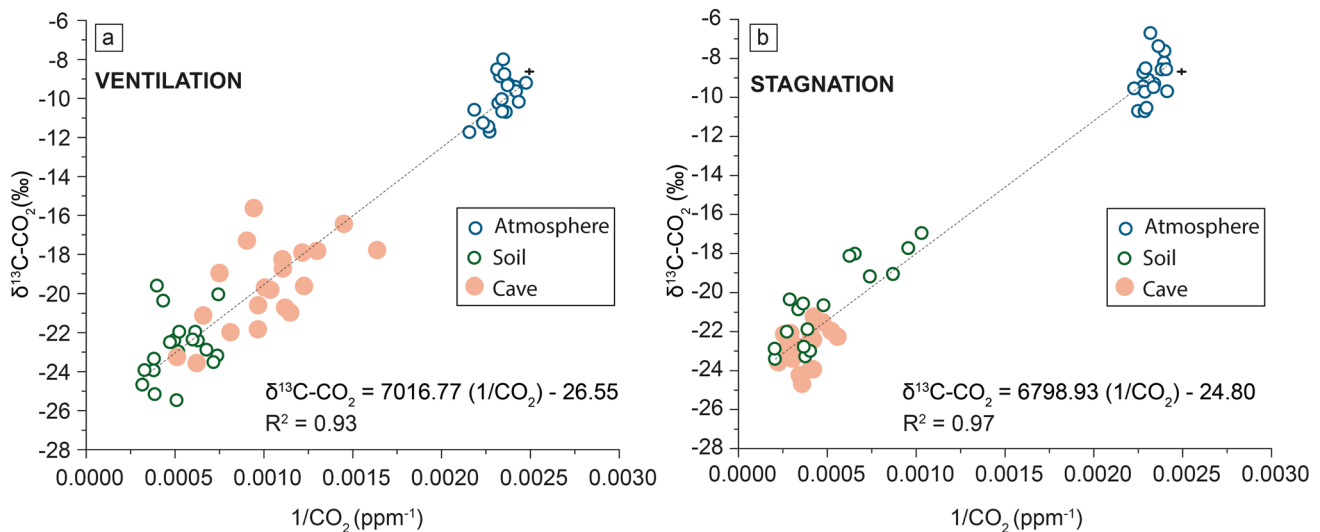 a
VENTILATION
-6
-8
-10
-12
-14
-16
-18
-20
-22
-24
-26
-28
δ¹³C-CO₂(‰)
Atmosphere
Soil
Cave
δ¹³C-CO₂ = 7016.77 (1/CO₂) - 26.55
R² = 0.93
0.0000 0.0005 0.0010 0.0015 0.0020 0.0025 0.0030
1/CO₂ (ppm⁻¹)
b
STAGNATION
-6
-8
-10
-12
-14
-16
-18
-20
-22
-24
-26
-28
δ¹³C-CO₂ (‰)
Atmosphere
Soil
Cave
δ¹³C-CO₂ = 6798.93 (1/CO₂) - 24.80
R² = 0.97
0.0000 0.0005 0.0010 0.0015 0.0020 0.0025 0.0030
1/CO₂ (ppm⁻¹)